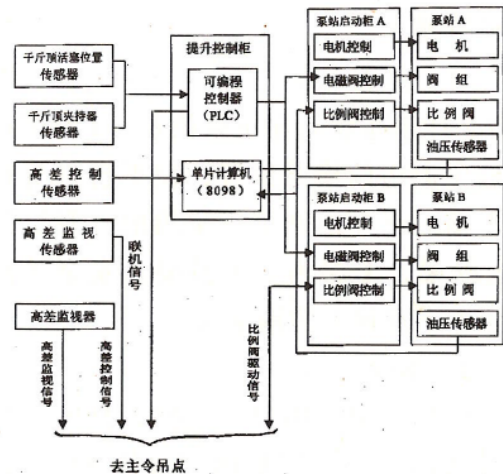 千斤顶活塞位置
传感器
千斤顶夹持器
传感器
高差控制
传感器
高差监视
传感器
高差监视器
提升控制柜
可编程
控制器
(PLC)
单片计算机
(8098)
泵站启动柜 A
电机控制
电磁阀控制
比例阀控制
泵站 A
电机
阀组
比例阀
油压传感器
泵站启动柜 B
电机控制
电磁阀控制
比例阀控制
泵站 B
电机
阀组
比例阀
油压传感器
高差监视信号
高差控制信号
联机信号
比例阀驱动信号
去主令吊点